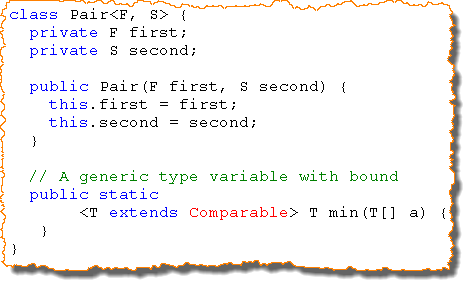 class Pair<F, S> {
  private F first;
  private S second;

  public Pair(F first, S second) {
    this.first = first;
    this.second = second;
  }

  // A generic type variable with bound
  public static
       <T extends Comparable> T min(T[] a) {
   }
}